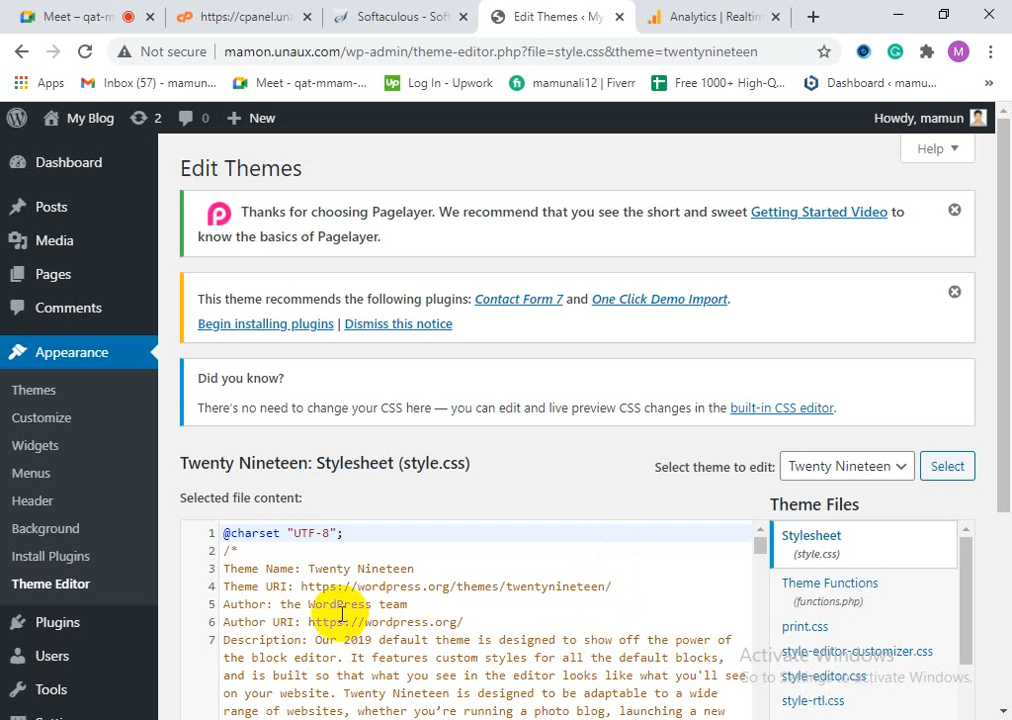 Meet – qat-m
https://cpanel.una
Softaculous - Sof
Edit Themes ‹ My
Analytics | Realtim
Not secure
mamon.unaux.com/wp-admin/theme-editor.php?file=style.css&theme=twentynineteen
M
Apps
Inbox (57) - mamun...
Meet - qat-mmam-...
Log In - Upwork
mamunali12 | Fiverr
Free 1000+ High-Q...
Dashboard ‹ mamu...
»
My Blog
2
0
New
Howdy, mamun
Dashboard
Posts
Media
Pages
Comments
Appearance
Themes
Customize
Widgets
Menus
Header
Background
Install Plugins
Theme Editor
Plugins
Users
Tools
Help
Edit Themes
Thanks for choosing Pagelayer. We recommend that you see the short and sweet Getting Started Video to
know the basics of Pagelayer.
This theme recommends the following plugins: Contact Form 7 and One Click Demo Import.
Begin installing plugins | Dismiss this notice
Did you know?
There's no need to change your CSS here — you can edit and live preview CSS changes in the built-in CSS editor.
Twenty Nineteen: Stylesheet (style.css)
Select theme to edit: Twenty Nineteen Select
Selected file content:
1 @charset "UTF-8";
2 /*
3 Theme Name: Twenty Nineteen
4 Theme URI: https://wordpress.org/themes/twentynineteen/
5 Author: the WordPress team
6 Author URI: https://wordpress.org/
7 Description: Our 2019 default theme is designed to show off the power of
the block editor. It features custom styles for all the default blocks,
and is built so that what you see in the editor looks like what you'll see
on your website. Twenty Nineteen is designed to be adaptable to a wide
range of websites, whether you're running a photo blog, launching a new
Theme Files
Stylesheet
(style.css)
Theme Functions
(functions.php)
print.css
style-editor-customizer.css
style-editor.css
style-rtl.css
Activate Windows
Go to Settings to activate Windows.